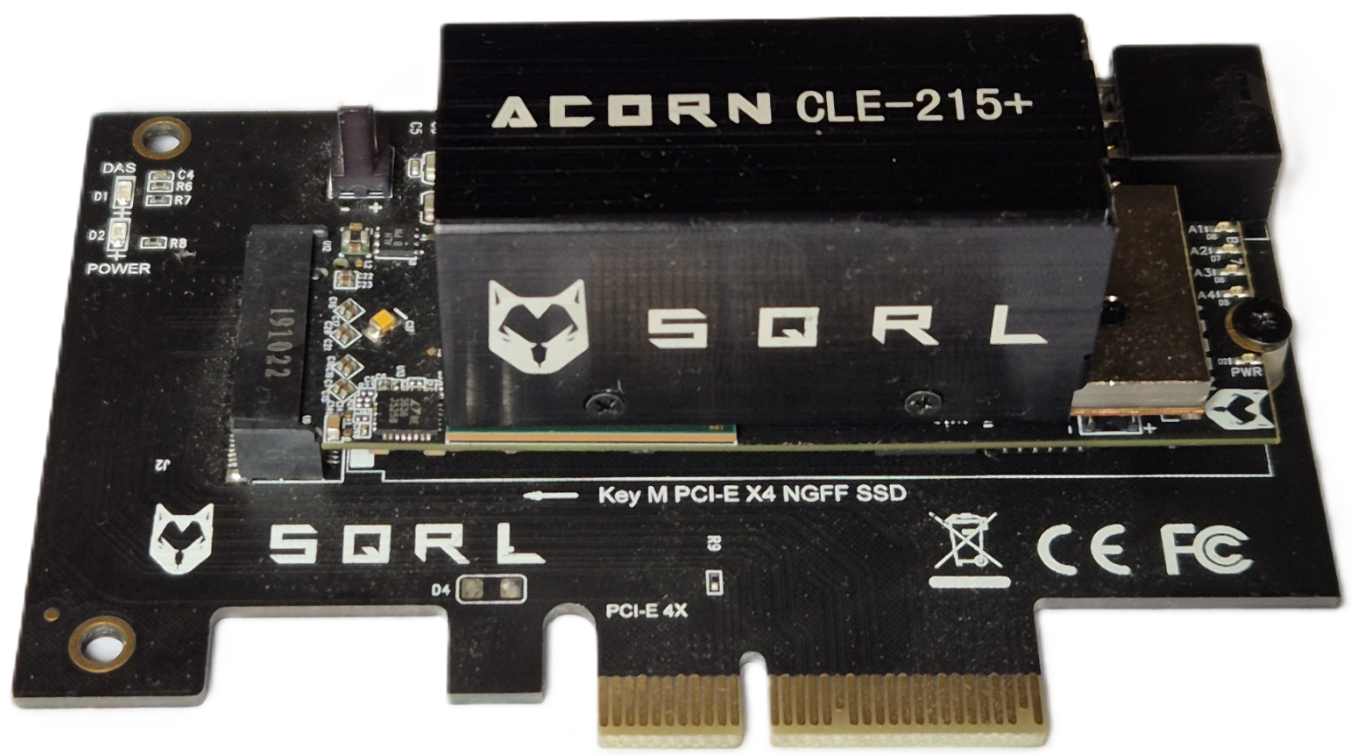 ACORN CLE-215+
SQRL
DAS
D1
C4
R6
R7
D2
R8
POWER
- +
C5
A1
A2
A3
A4
PWR
191022
J2
Key M PCI-E X4 NGFF SSD
SQRL
R9
D4
PCI-E 4X
CE FC